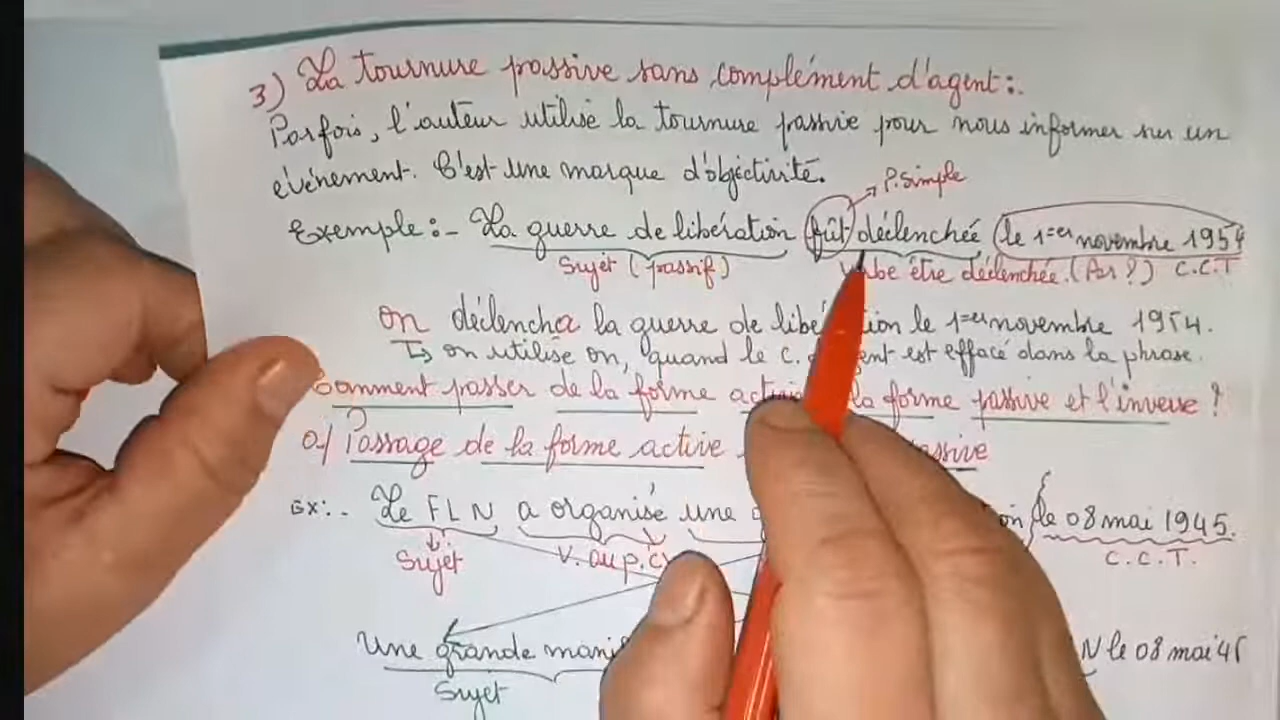 3) La tournure passive sans complément d'agent:.
Parfois, l'auteur utilise la tournure passive pour nous informer sur un
événement. C'est une marque d'objéctivité.
P. simple
Exemple:- La guerre de libération fût déclenchée le 1er novembre 1954
Sujet (passif) être déclenchée. (Par?) C.C.T
on déclencha la guerre de le 1er novembre 1954.
↳ on utilise on, quand le c. est effacé dans la phrase.
Comment passer de la forme active la forme passive et l'inverse?
a-/ Passage de la forme active
Ex:-. Le FLN a organisé une le 08 mai 1945.
Sujet V. au p.c C.C.T.
Une grande N le 08 mai 45
Sujet